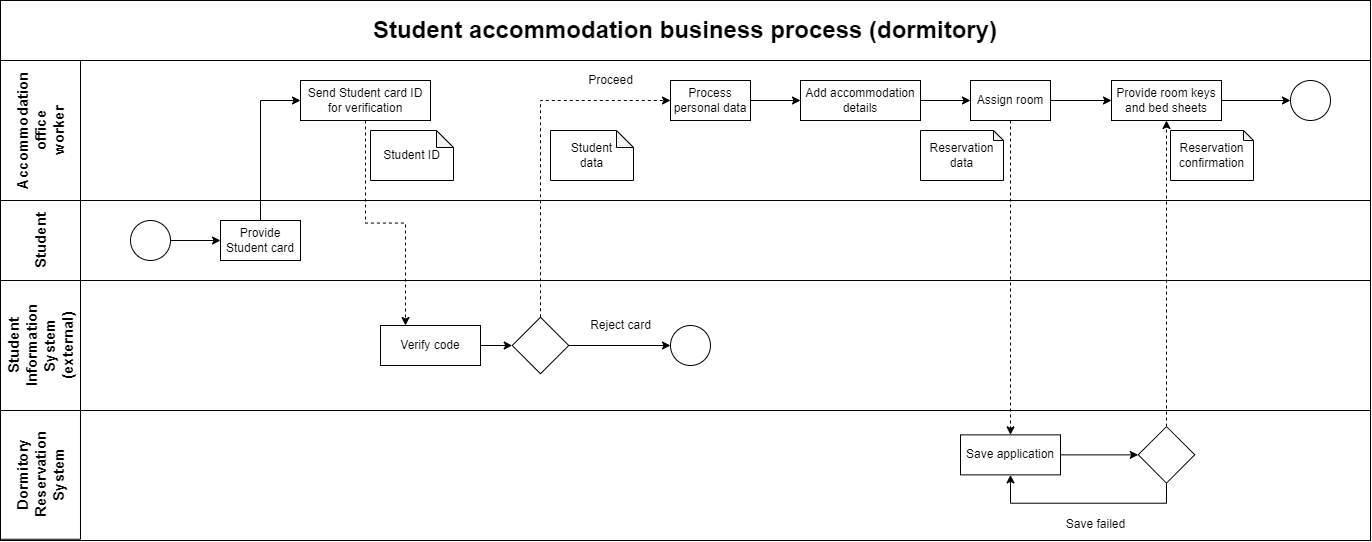 Student accommodation business process (dormitory)
Accommodation
office
worker
Send Student card ID
for verification
Student ID
Proceed
Student
data
Process
personal data
Add accommodation
details
Assign room
Reservation
data
Provide room keys
and bed sheets
Reservation
confirmation
Student
Provide
Student card
Student
Information
System
(external)
Verify code
Reject card
Dormitory
Reservation
System
Save application
Save failed